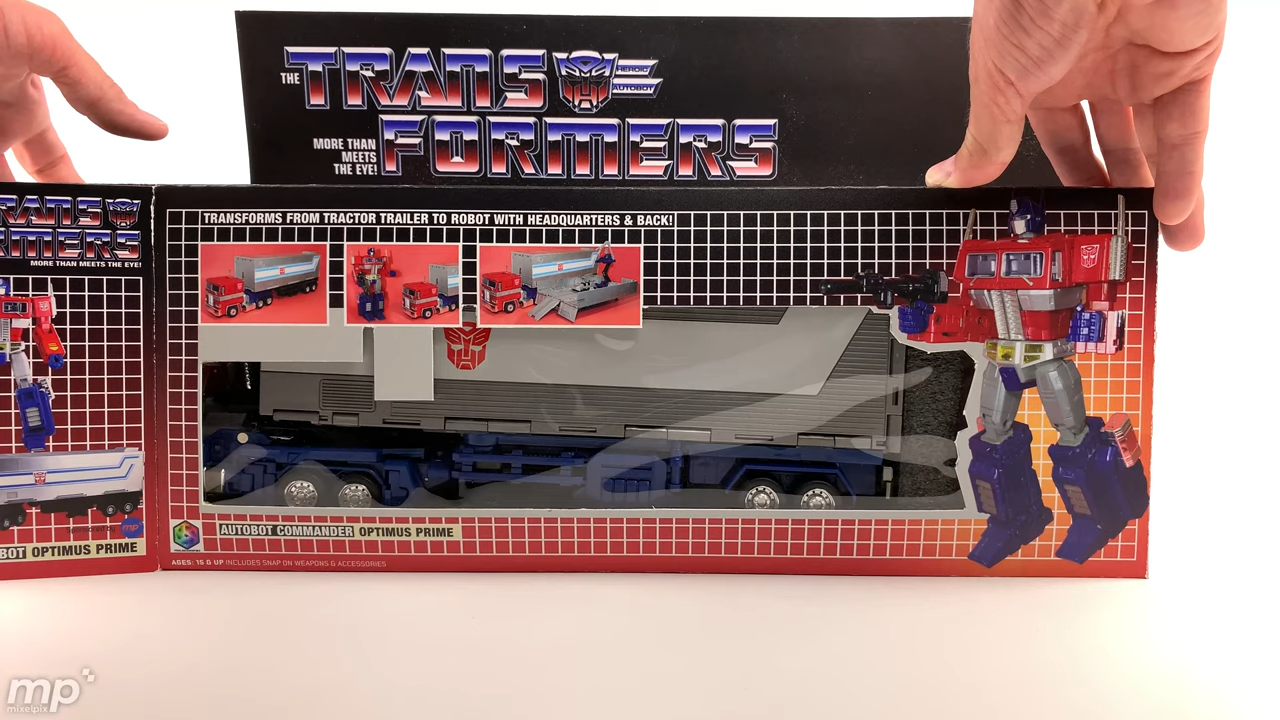 THE TRANS
HEROIC
AUTOBOT
MORE THAN
MEETS
THE EYE!
FORMERS
RANS
RMERS
MORE THAN MEETS THE EYE!
BOT OPTIMUS PRIME
TRANSFORMS FROM TRACTOR TRAILER TO ROBOT WITH HEADQUARTERS & BACK!
AUTOBOT COMMANDER OPTIMUS PRIME
AGES: 15 & UP INCLUDES SNAP ON WEAPONS & ACCESSORIES
mp
mixelpix